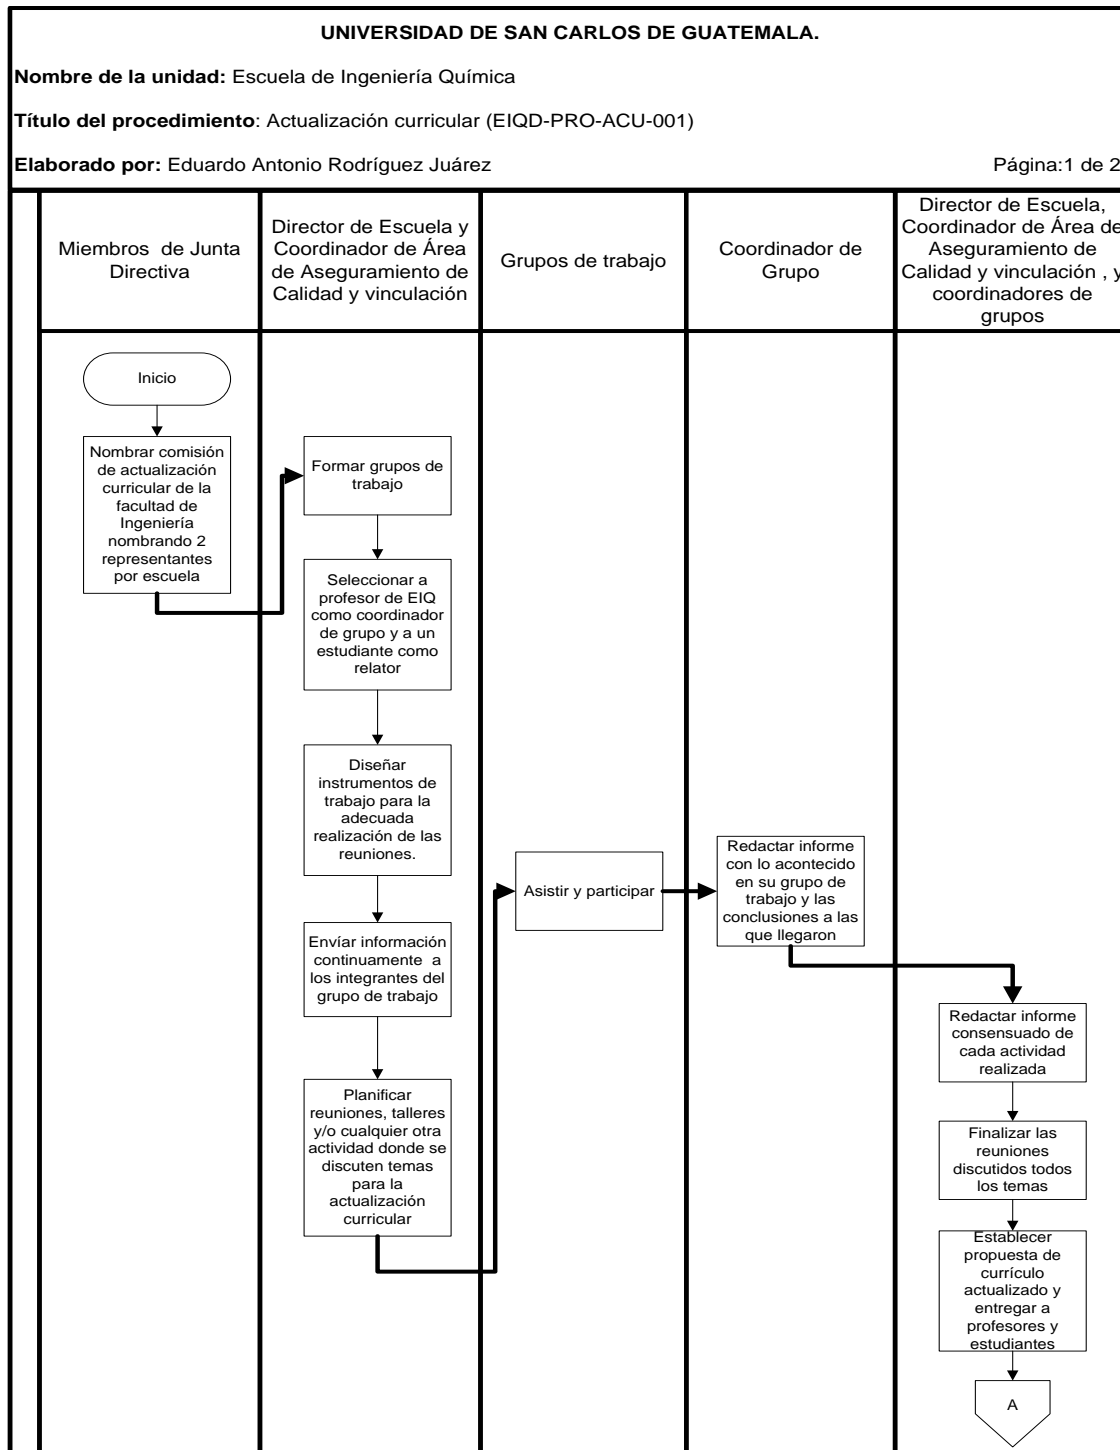 UNIVERSIDAD DE SAN CARLOS DE GUATEMALA.
Nombre de la unidad: Escuela de Ingeniería Química
Título del procedimiento: Actualización curricular (EIQD-PRO-ACU-001)
Elaborado por: Eduardo Antonio Rodríguez Juárez Página:1 de 2
Miembros de Junta
Directiva
Director de Escuela y
Coordinador de Área
de Aseguramiento de
Calidad y vinculación
Grupos de trabajo
Coordinador de
Grupo
Director de Escuela,
Coordinador de Área de
Aseguramiento de
Calidad y vinculación , y
coordinadores de
grupos
Inicio
Nombrar comisión
de actualización
curricular de la
facultad de
Ingeniería
nombrando 2
representantes
por escuela
Formar grupos de
trabajo
Seleccionar a
profesor de EIQ
como coordinador
de grupo y a un
estudiante como
relator
Diseñar
instrumentos de
trabajo para la
adecuada
realización de las
reuniones.
Envíar información
continuamente a
los integrantes del
grupo de trabajo
Planificar
reuniones, talleres
y/o cualquier otra
actividad donde se
discuten temas
para la
actualización
curricular
Asistir y participar
Redactar informe
con lo acontecido
en su grupo de
trabajo y las
conclusiones a las
que llegaron
Redactar informe
consensuado de
cada actividad
realizada
Finalizar las
reuniones
discutidos todos
los temas
Establecer
propuesta de
currículo
actualizado y
entregar a
profesores y
estudiantes
A